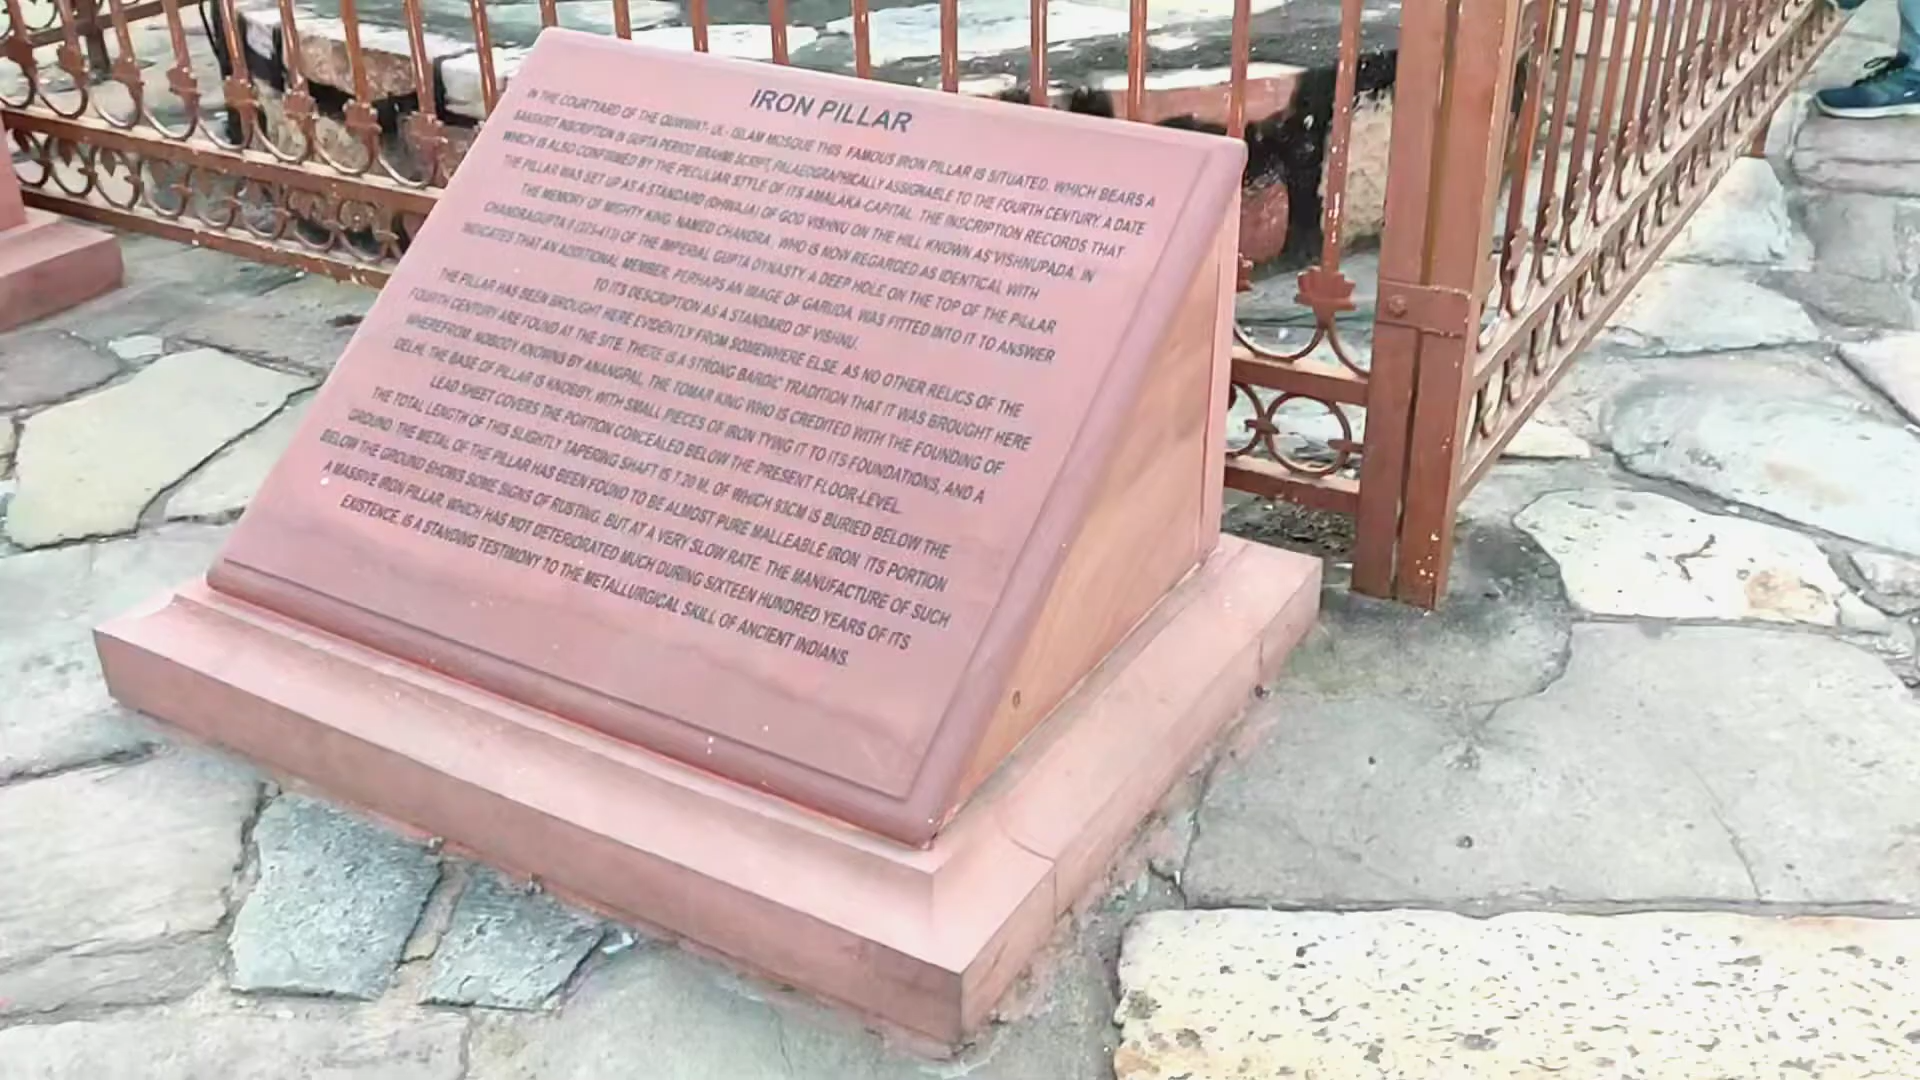 IRON PILLAR
IN THE COURTYARD OF THE QUWWAT- UL - ISLAM MOSQUE THIS FAMOUS IRON PILLAR IS SITUATED, WHICH BEARS A
SANSKRIT INSCRIPTION IN GUPTA PERIOD BRAHMI SCRIPT, PALAEOGRAPHICALLY ASSIGNABLE TO THE FOURTH CENTURY, A DATE
WHICH IS ALSO CONFIRMED BY THE PECULIAR STYLE OF ITS AMALAKA-CAPITAL. THE INSCRIPTION RECORDS THAT
THE PILLAR WAS SET UP AS A STANDARD (DHWAJA) OF GOD VISHNU ON THE HILL KNOWN AS VISHNUPADA, IN
THE MEMORY OF MIGHTY KING, NAMED CHANDRA, WHO IS NOW REGARDED AS IDENTICAL WITH
CHANDRAGUPTA II (375-413) OF THE IMPERIAL GUPTA DYNASTY. A DEEP HOLE ON THE TOP OF THE PILLAR
INDICATES THAT AN ADDITIONAL MEMBER, PERHAPS AN IMAGE OF GARUDA, WAS FITTED INTO IT TO ANSWER
TO ITS DESCRIPTION AS A STANDARD OF VISHNU.
THE PILLAR HAS BEEN BROUGHT HERE EVIDENTLY FROM SOMEWHERE ELSE, AS NO OTHER RELICS OF THE
FOURTH CENTURY ARE FOUND AT THE SITE. THERE IS A STRONG BARDIC TRADITION THAT IT WAS BROUGHT HERE
WHEREFROM, NOBODY KNOWNS BY ANANGPAL, THE TOMAR KING WHO IS CREDITED WITH THE FOUNDING OF
DELHI. THE BASE OF PILLAR IS KNOBBY, WITH SMALL PIECES OF IRON TYING IT TO ITS FOUNDATIONS, AND A
LEAD SHEET COVERS THE PORTION CONCEALED BELOW THE PRESENT FLOOR-LEVEL.
THE TOTAL LENGTH OF THIS SLIGHTLY TAPERING SHAFT IS 7.20 M, OF WHICH 93CM IS BURIED BELOW THE
GROUND. THE METAL OF THE PILLAR HAS BEEN FOUND TO BE ALMOST PURE MALLEABLE IRON. ITS PORTION
BELOW THE GROUND SHOWS SOME SIGNS OF RUSTING, BUT AT A VERY SLOW RATE. THE MANUFACTURE OF SUCH
A MASSIVE IRON PILLAR, WHICH HAS NOT DETERIORATED MUCH DURING SIXTEEN HUNDRED YEARS OF ITS
EXISTENCE, IS A STANDING TESTIMONY TO THE METALLURGICAL SKILL OF ANCIENT INDIANS.